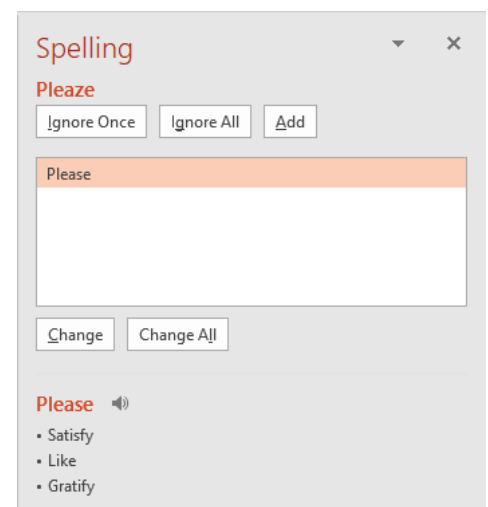 Spelling
Pleaze
Ignore Once Ignore All Add
Please
Change Change All
Please
• Satisfy
• Like
• Gratify